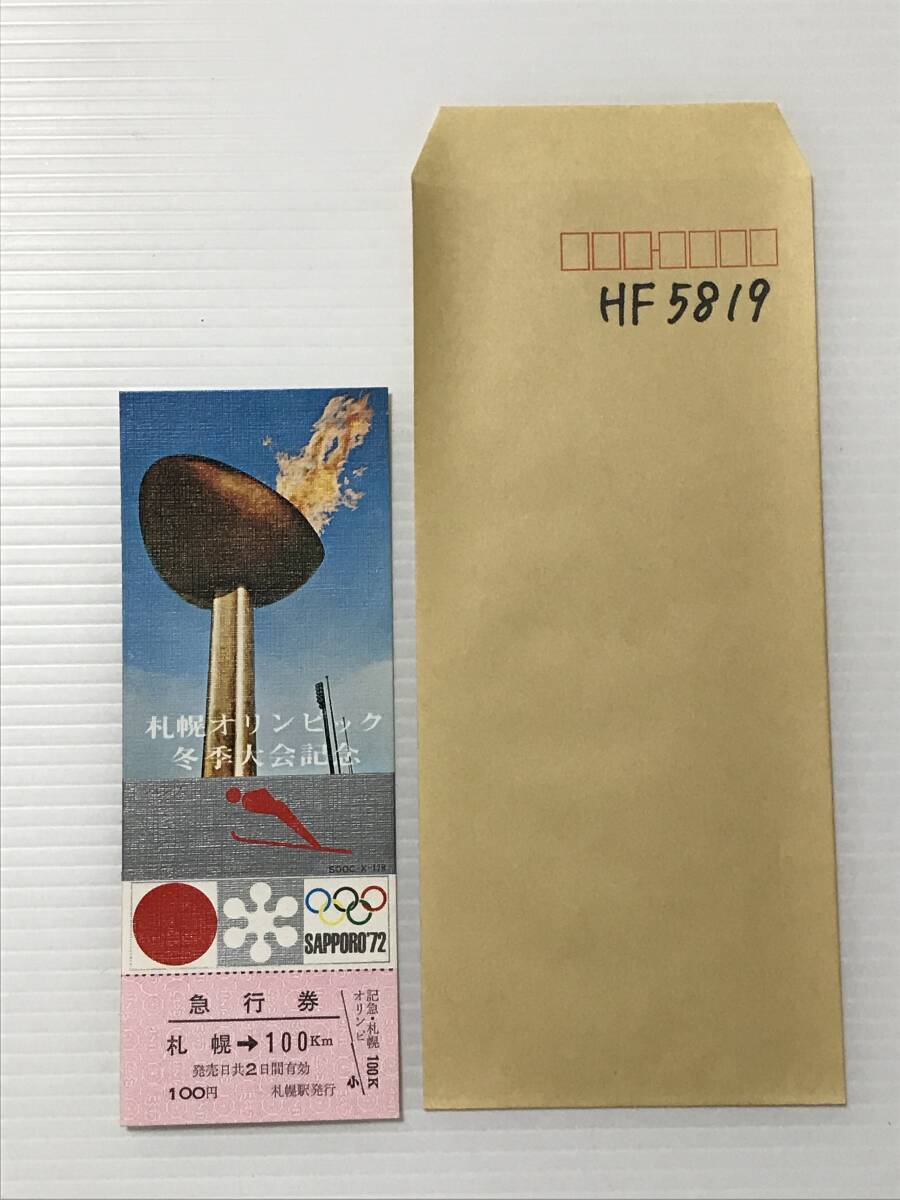 HF5819
札幌オリンピック
冬季大会記念
SAPPORO'72
急行券
札幌→100Km
発売日共2日間有効
100円 札幌駅発行
記急・札幌 100K
オリンピ
小